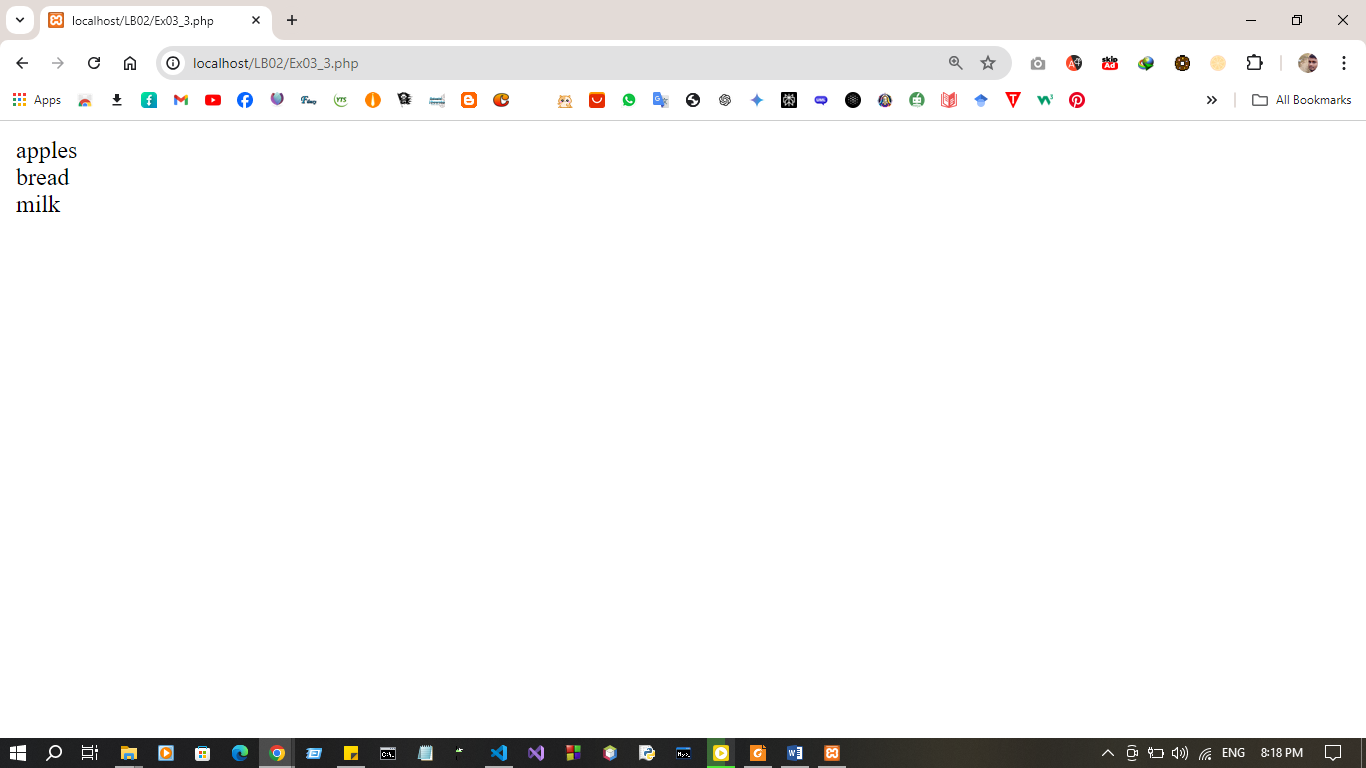 localhost/LB02/Ex03_3.php
localhost/LB02/Ex03_3.php
Apps
All Bookmarks
apples
bread
milk
ENG
8:18 PM